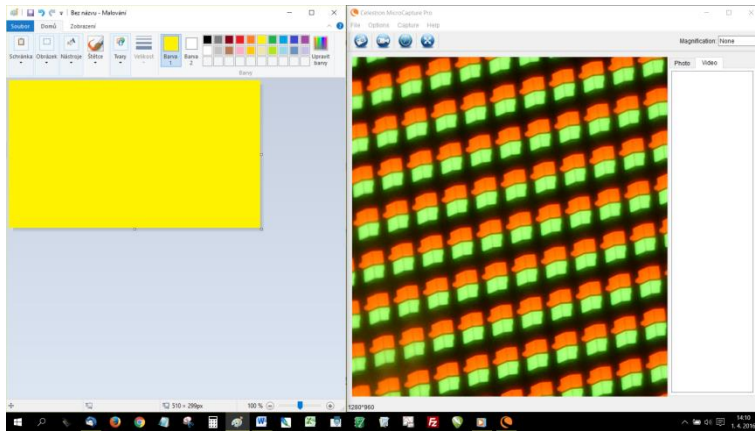 Bez názvu - Malování
Soubor Domů Zobrazení
Schránka Obrázek Nástroje Štětce Tvary Velikost Barva 1 Barva 2 Upravit barvy
Barvy
510 × 299px 100 %
Celestron MicroCapture Pro
File Options Capture Help
Magnification: None
Photo Video
1280*960
14:10